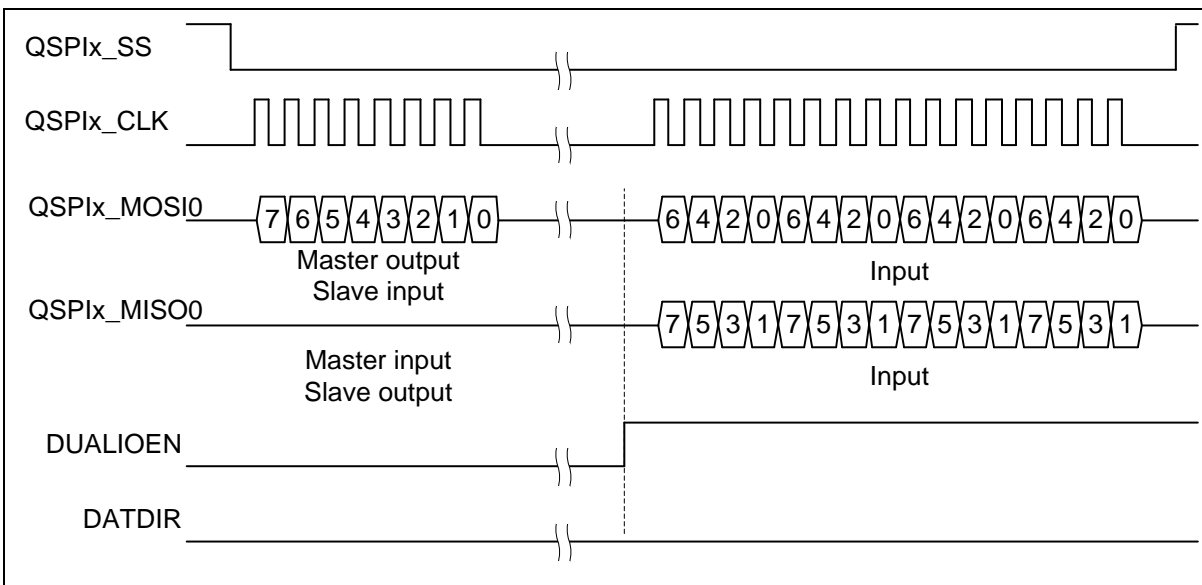 QSPIx_SS
QSPIx_CLK
QSPIx_MOSI0 7 6 5 4 3 2 1 0 6 4 2 0 6 4 2 0 6 4 2 0 6 4 2 0
Master output
Slave input
Input
QSPIx_MISO0 7 5 3 1 7 5 3 1 7 5 3 1 7 5 3 1
Master input
Slave output
Input
DUALIOEN
DATDIR